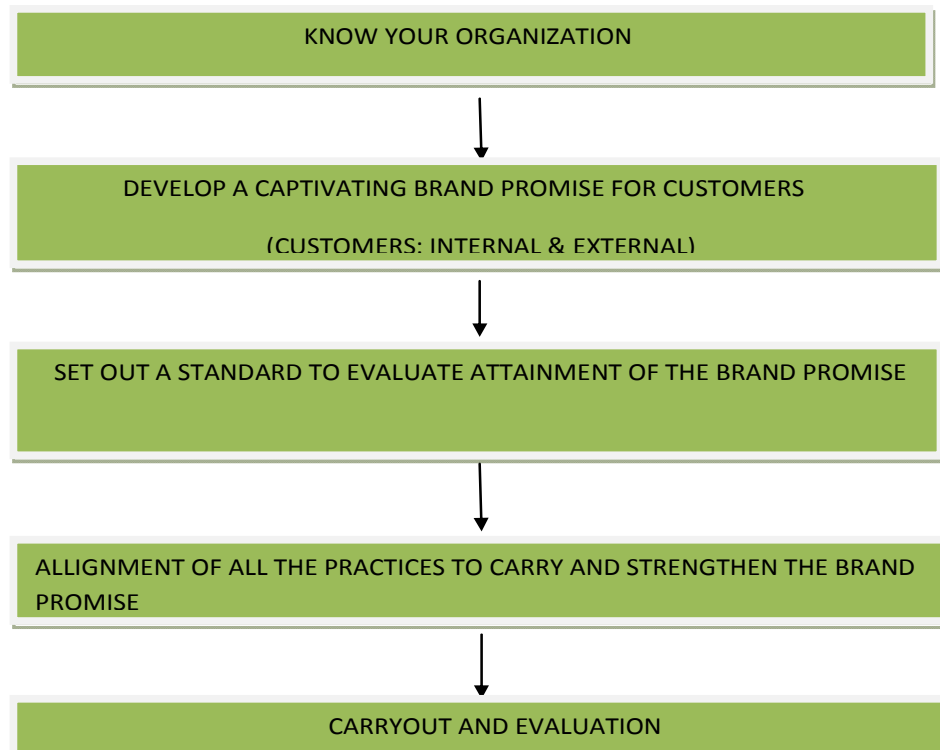 KNOW YOUR ORGANIZATION
DEVELOP A CAPTIVATING BRAND PROMISE FOR CUSTOMERS
(CUSTOMERS: INTERNAL & EXTERNAL)
SET OUT A STANDARD TO EVALUATE ATTAINMENT OF THE BRAND PROMISE
ALLIGNMENT OF ALL THE PRACTICES TO CARRY AND STRENGTHEN THE BRAND
PROMISE
CARRYOUT AND EVALUATION